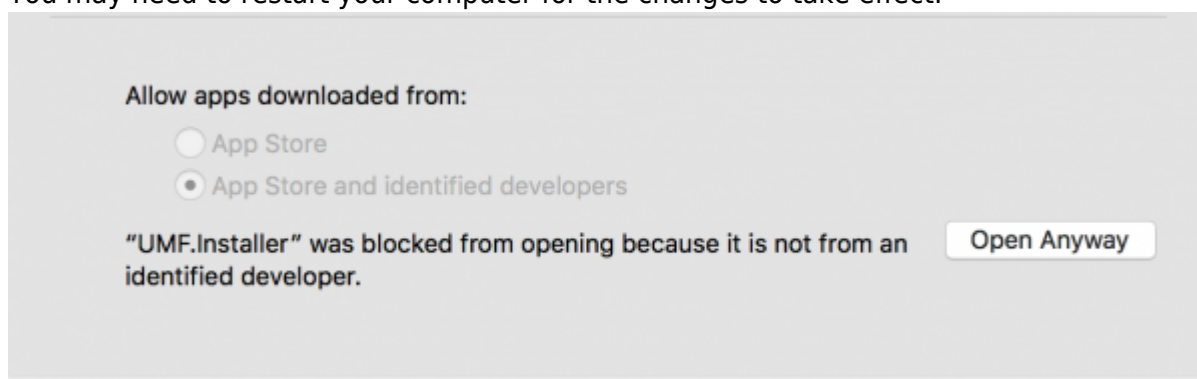 You may need to restart your computer for the changes to take effect.
Allow apps downloaded from:
App Store
App Store and identified developers
“UMF.Installer” was blocked from opening because it is not from an
identified developer.
Open Anyway